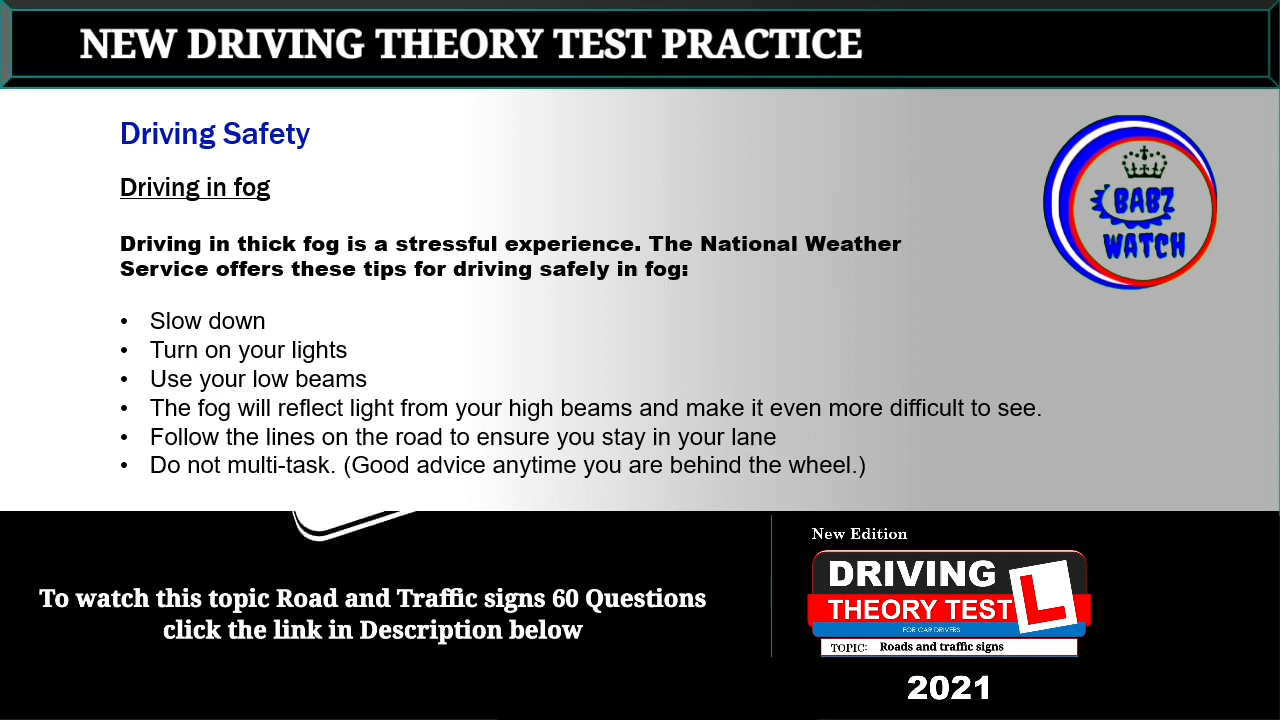 NEW DRIVING THEORY TEST PRACTICE
Driving Safety
Driving in fog
Driving in thick fog is a stressful experience. The National Weather
Service offers these tips for driving safely in fog:
• Slow down
• Turn on your lights
• Use your low beams
• The fog will reflect light from your high beams and make it even more difficult to see.
• Follow the lines on the road to ensure you stay in your lane
• Do not multi-task. (Good advice anytime you are behind the wheel.)
BABZ
WATCH
To watch this topic Road and Traffic signs 60 Questions
click the link in Description below
New Edition
DRIVING
THEORY TEST
L
FOR CAR DRIVERS
TOPIC: Roads and traffic signs
2021